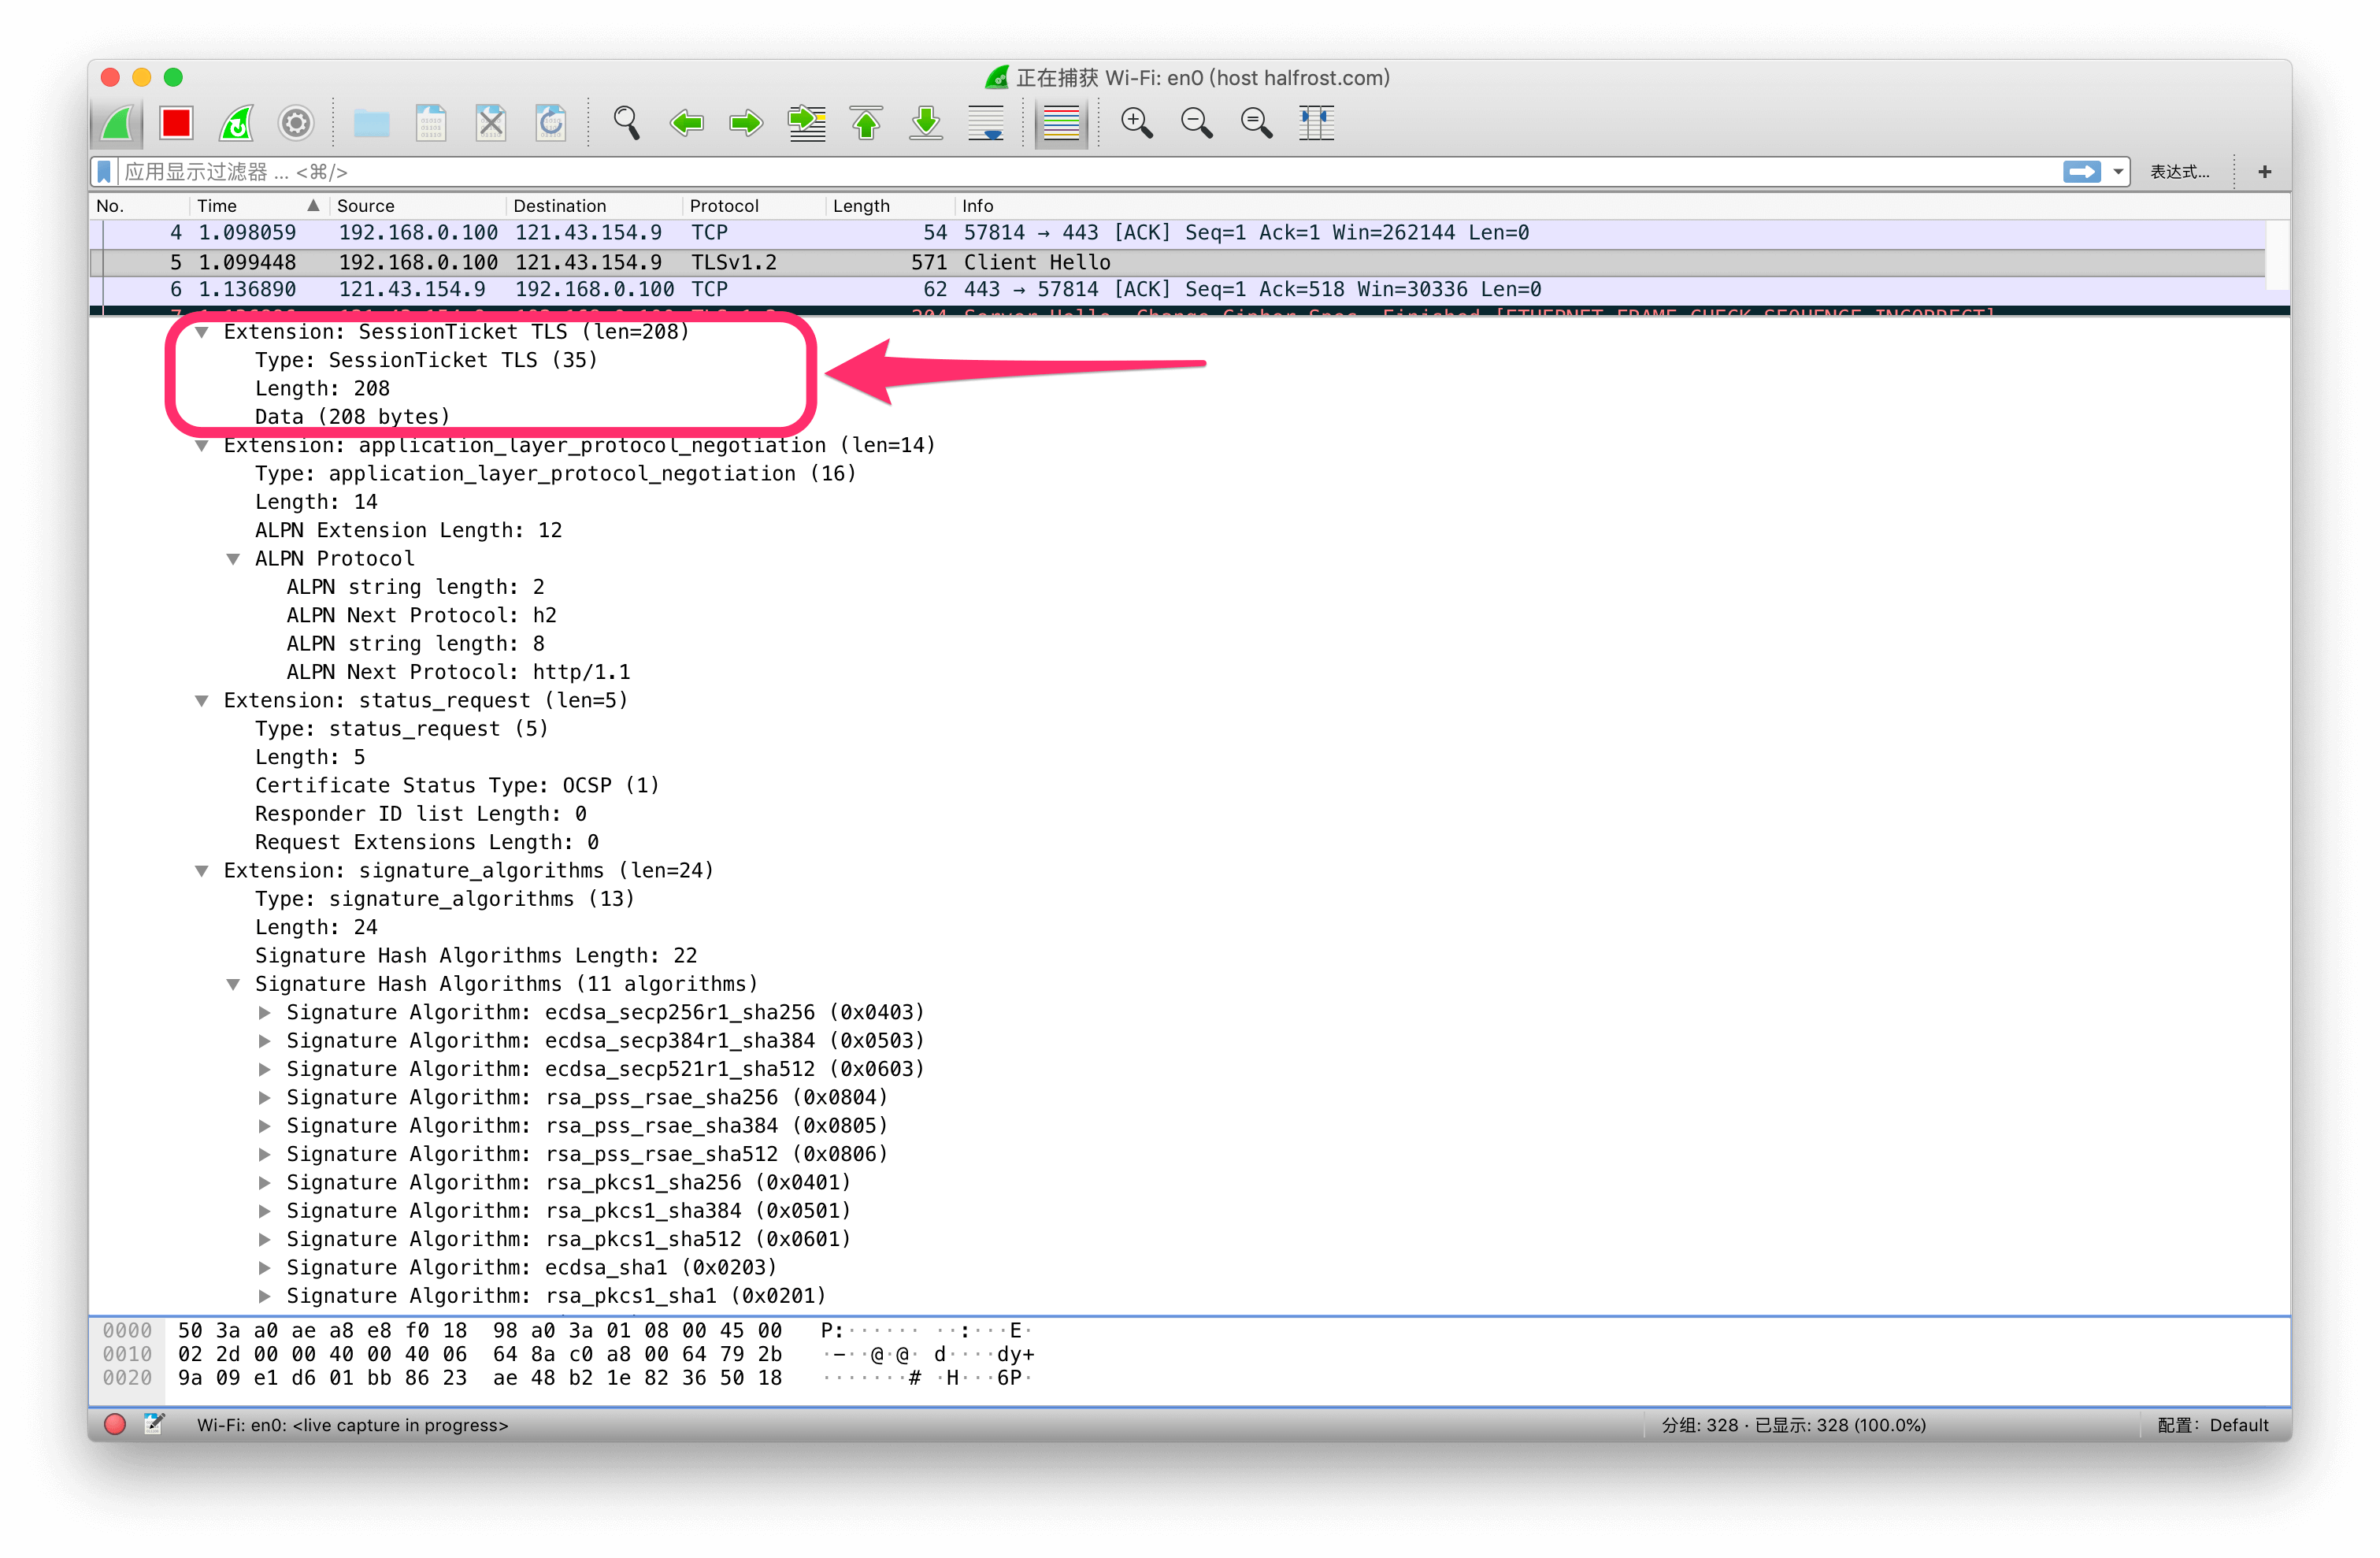 正在捕获 Wi-Fi: en0 (host halfrost.com)
应用显示过滤器 ... <⌘/> 表达式... +
No. Time Source Destination Protocol Length Info
4 1.098059 192.168.0.100 121.43.154.9 TCP 54 57814 → 443 [ACK] Seq=1 Ack=1 Win=262144 Len=0
5 1.099448 192.168.0.100 121.43.154.9 TLSv1.2 571 Client Hello
6 1.136890 121.43.154.9 192.168.0.100 TCP 62 443 → 57814 [ACK] Seq=1 Ack=518 Win=30336 Len=0
Server Hello, Change Cipher Spec, Finished [ETHERNET FRAME CHECK SEQUENCE INCORRECT]
Extension: SessionTicket TLS (len=208)
Type: SessionTicket TLS (35)
Length: 208
Data (208 bytes)
Extension: application_layer_protocol_negotiation (len=14)
Type: application_layer_protocol_negotiation (16)
Length: 14
ALPN Extension Length: 12
ALPN Protocol
ALPN string length: 2
ALPN Next Protocol: h2
ALPN string length: 8
ALPN Next Protocol: http/1.1
Extension: status_request (len=5)
Type: status_request (5)
Length: 5
Certificate Status Type: OCSP (1)
Responder ID list Length: 0
Request Extensions Length: 0
Extension: signature_algorithms (len=24)
Type: signature_algorithms (13)
Length: 24
Signature Hash Algorithms Length: 22
Signature Hash Algorithms (11 algorithms)
Signature Algorithm: ecdsa_secp256r1_sha256 (0x0403)
Signature Algorithm: ecdsa_secp384r1_sha384 (0x0503)
Signature Algorithm: ecdsa_secp521r1_sha512 (0x0603)
Signature Algorithm: rsa_pss_rsae_sha256 (0x0804)
Signature Algorithm: rsa_pss_rsae_sha384 (0x0805)
Signature Algorithm: rsa_pss_rsae_sha512 (0x0806)
Signature Algorithm: rsa_pkcs1_sha256 (0x0401)
Signature Algorithm: rsa_pkcs1_sha384 (0x0501)
Signature Algorithm: rsa_pkcs1_sha512 (0x0601)
Signature Algorithm: ecdsa_sha1 (0x0203)
Signature Algorithm: rsa_pkcs1_sha1 (0x0201)
0000 50 3a a0 ae a8 e8 f0 18 98 a0 3a 01 08 00 45 00 P:······ ··:···E·
0010 02 2d 00 00 40 00 40 06 64 8a c0 a8 00 64 79 2b ·-··@·@· d····dy+
0020 9a 09 e1 d6 01 bb 86 23 ae 48 b2 1e 82 36 50 18 ·······# ·H···6P·
Wi-Fi: en0: <live capture in progress> 分组: 328 · 已显示: 328 (100.0%) 配置: Default